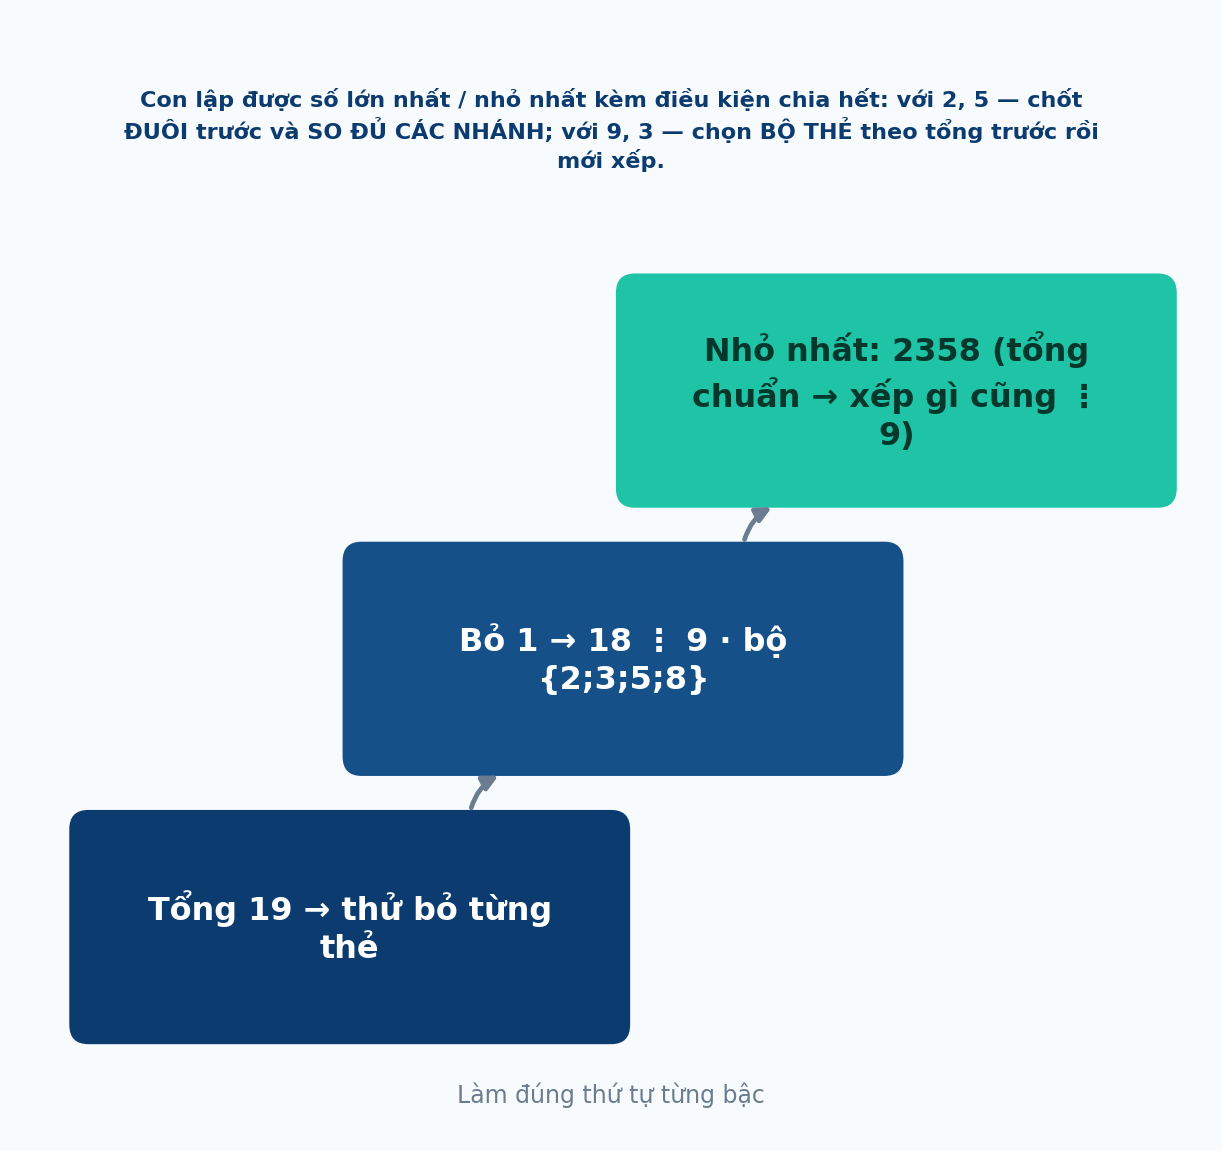 Con lập được số lớn nhất / nhỏ nhất kèm điều kiện chia hết: với 2, 5 — chốt
ĐUÔI trước và SO ĐỦ CÁC NHÁNH; với 9, 3 — chọn BỘ THẺ theo tổng trước rồi
mới xếp.
Nhỏ nhất: 2358 (tổng
chuẩn → xếp gì cũng ⋮
9)
Bỏ 1 → 18 ⋮ 9 · bộ
{2;3;5;8}
Tổng 19 → thử bỏ từng
thẻ
Làm đúng thứ tự từng bậc